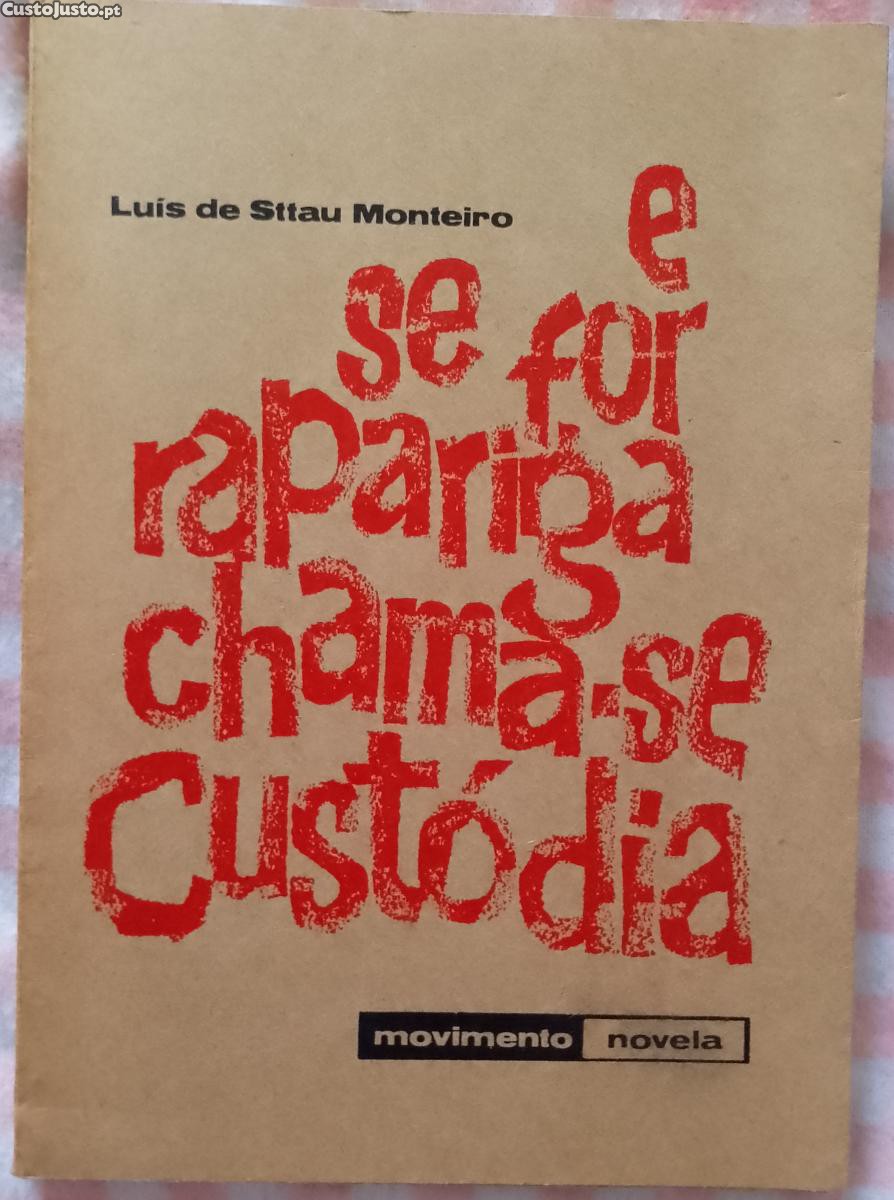 CustoJusto.pt
Luís de Sttau Monteiro
e
se for
rapariga
chama-se
Custódia
movimento novela